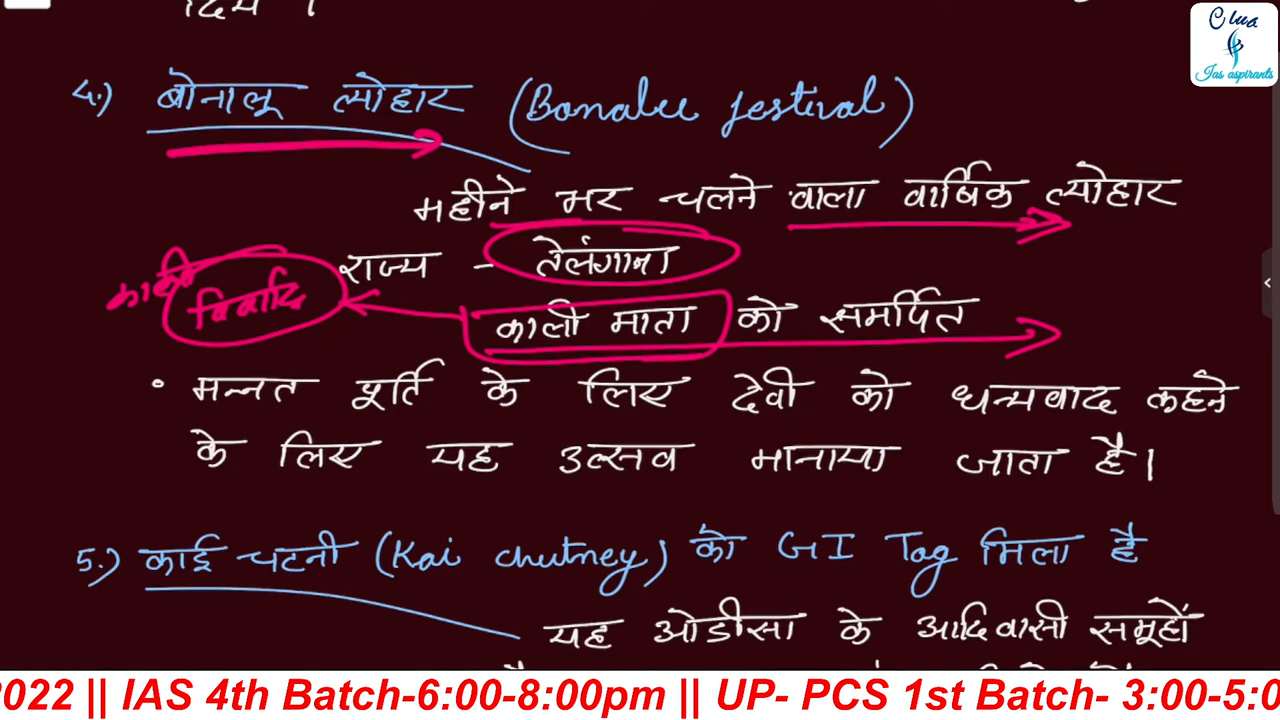 दिया।
Clua
Ias aspirants
4.) बोनालू त्योहार (Bonalu festival)
महीने भर चलने वाला वार्षिक त्योहार
राज्य - तेलंगाना
विवादि
काली माता को समर्पित
• मन्नत पूर्ति के लिए देवी को धन्यवाद कहने
के लिए यह उत्सव मानाया जाता है।
5.) काई चटनी (Kai chutney) को GI Tag मिला है
यह ओडीसा के आदिवासी समूहों
2022 || IAS 4th Batch-6:00-8:00pm || UP- PCS 1st Batch- 3:00-5:0